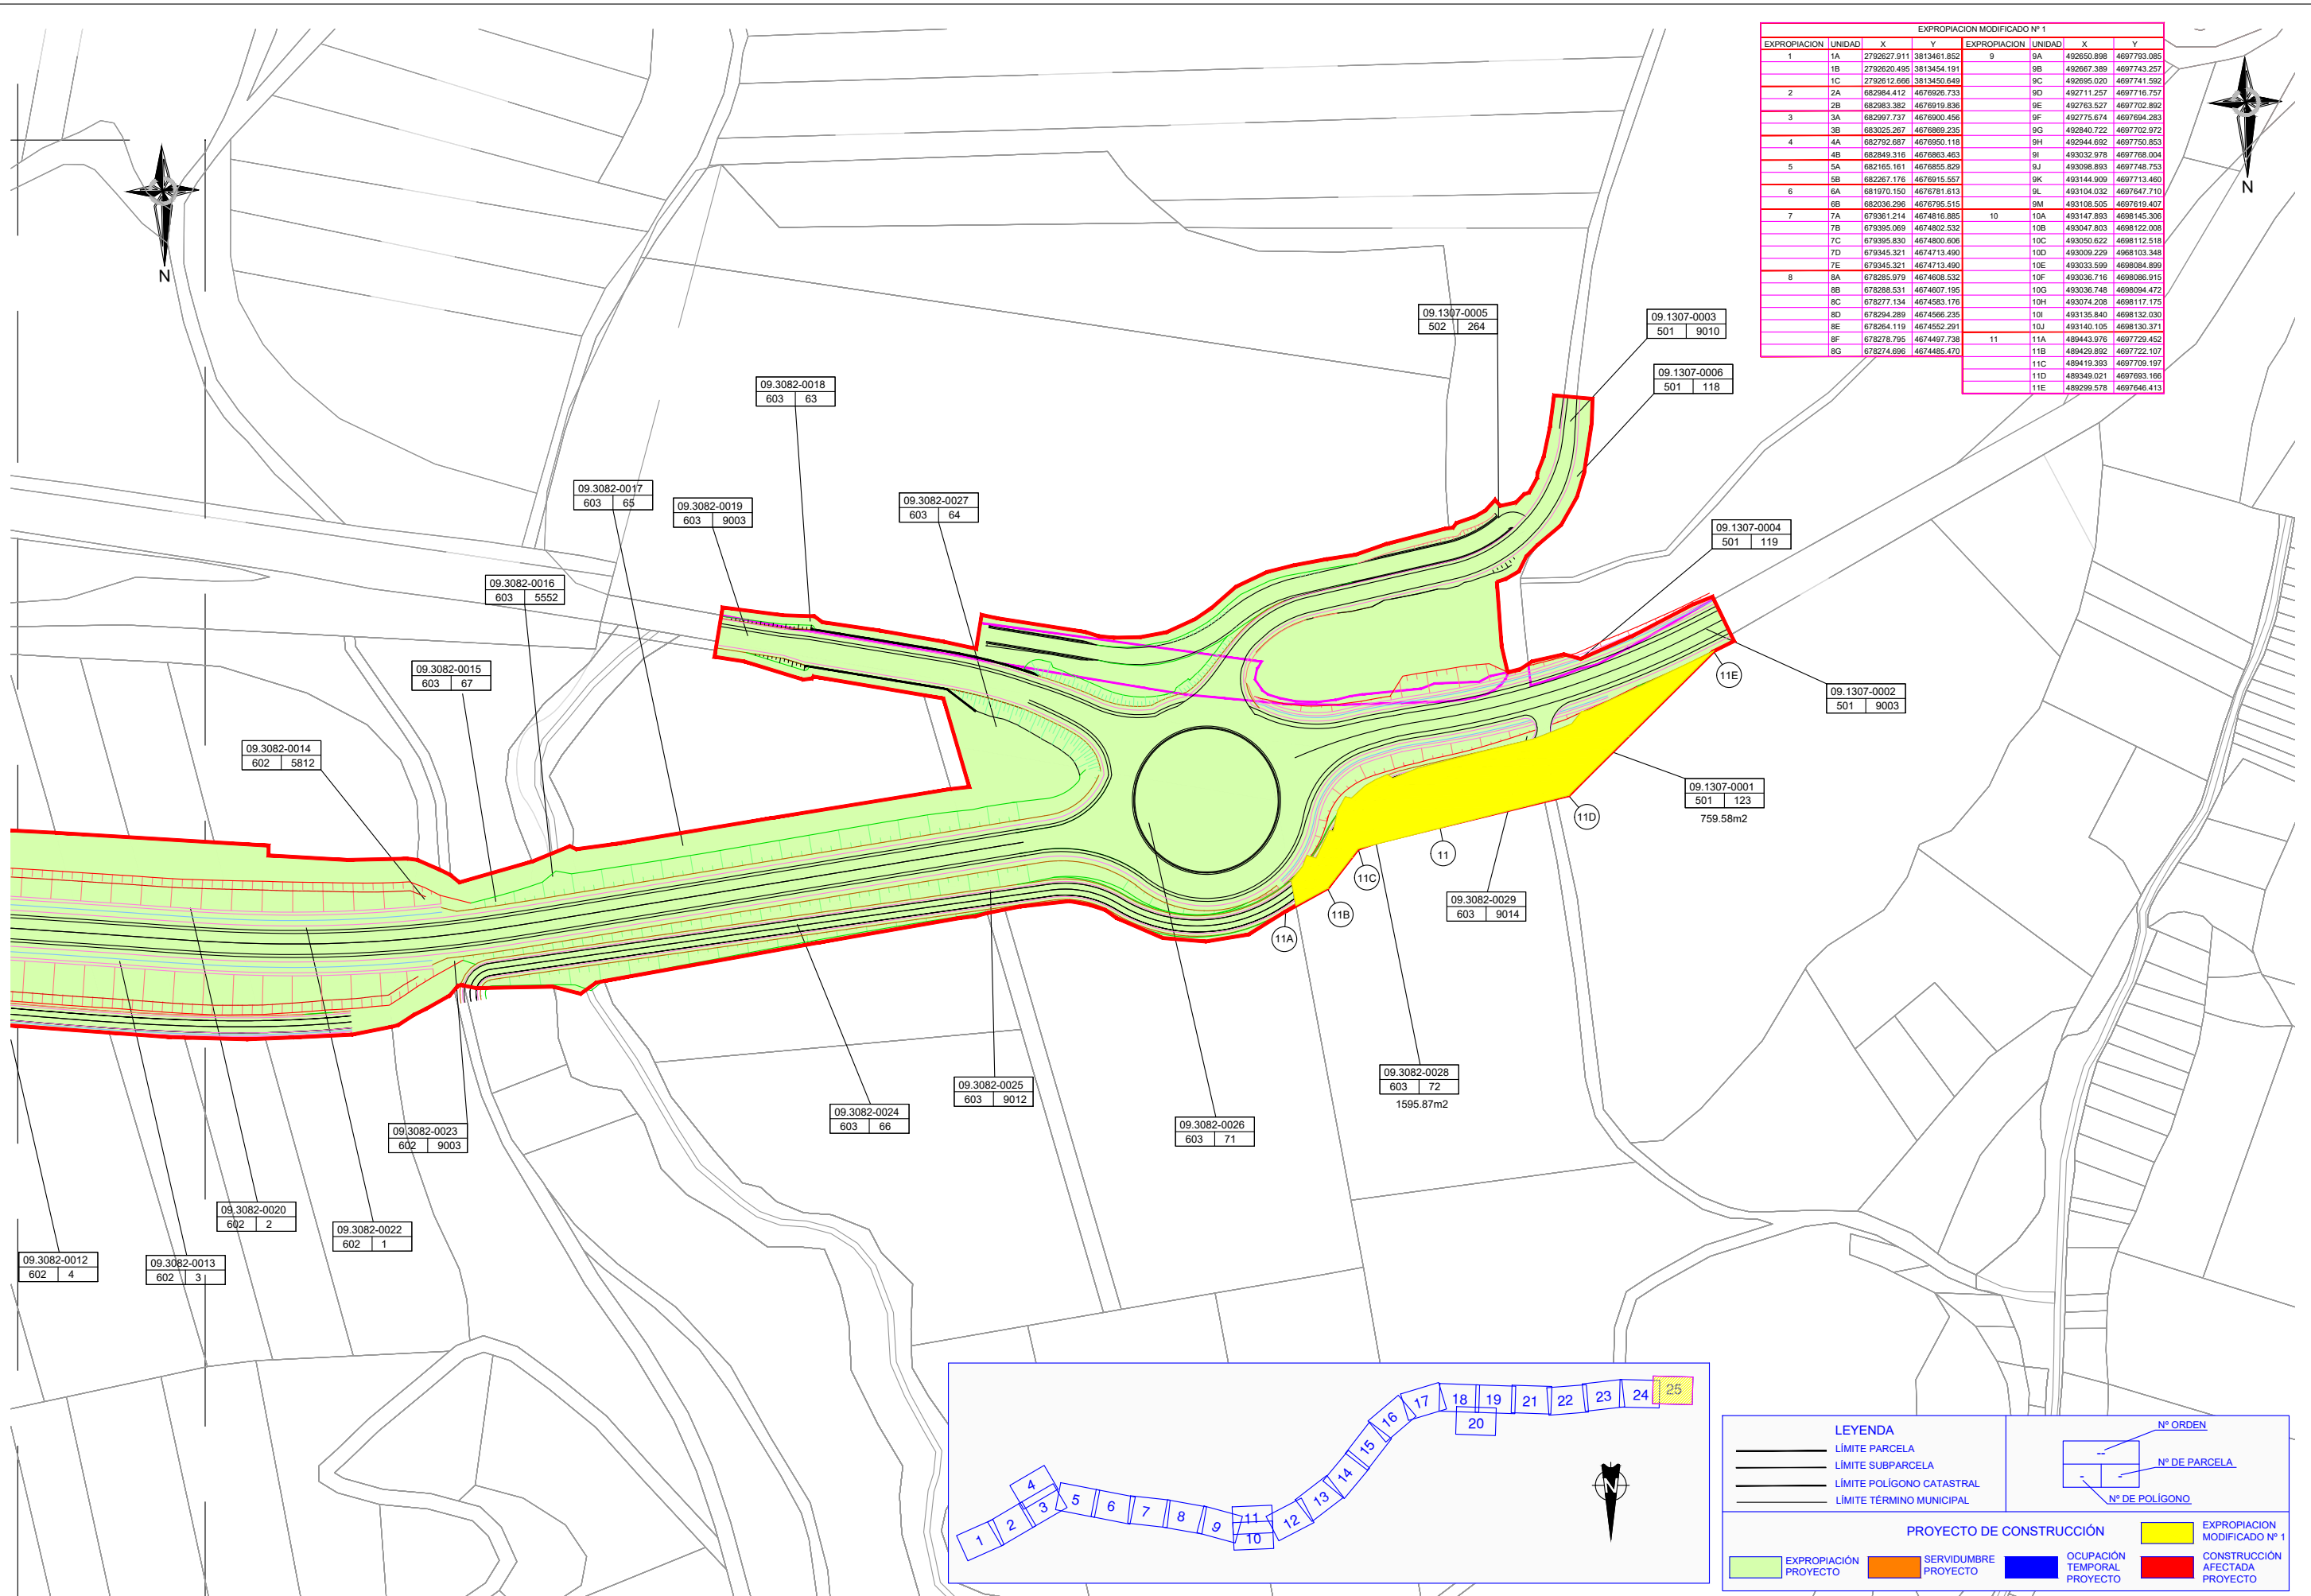 EXPROPIACION MODIFICADO Nº 1
EXPROPIACION UNIDAD X Y EXPROPIACION UNIDAD X Y
1 1A 2792627.911 3813461.852 9 9A 492650.898 4697793.085
1B 2792620.495 3813454.191 9B 492667.389 4697743.257
1C 2792612.666 3813450.649 9C 492695.020 4697741.592
2 2A 682984.412 4676926.733 9D 492711.257 4697716.757
2B 682983.382 4676919.836 9E 492763.527 4697702.892
3 3A 682997.737 4676900.456 9F 492775.674 4697694.283
3B 683025.267 4676869.235 9G 492840.722 4697702.972
4 4A 682792.687 4676950.118 9H 492944.692 4697750.853
4B 682849.316 4676863.463 9I 493032.978 4697768.004
5 5A 682165.161 4676855.829 9J 493098.893 4697748.753
5B 682267.176 4676915.557 9K 493144.909 4697713.460
6 6A 681970.150 4676781.613 9L 493104.032 4697647.710
6B 682036.296 4676795.515 9M 493108.505 4697619.407
7 7A 679361.214 4674816.885 10 10A 493147.893 4698145.306
7B 679395.069 4674802.532 10B 493047.803 4698122.008
7C 679395.830 4674800.606 10C 493050.622 4698112.518
7D 679345.321 4674713.490 10D 493009.229 4968103.348
7E 679345.321 4674713.490 10E 493033.599 4698084.899
8 8A 678285.979 4674608.532 10F 493036.716 4698086.915
8B 678288.531 4674607.195 10G 493036.748 4698094.472
8C 678277.134 4674583.176 10H 493074.208 4698117.175
8D 678294.289 4674566.235 10I 493135.840 4698132.030
8E 678264.119 4674552.291 10J 493140.105 4698130.371
8F 678278.795 4674497.738 11 11A 489443.976 4697729.452
8G 678274.696 4674485.470 11B 489429.892 4697722.107
11C 489419.393 4697709.197
11D 489349.021 4697693.166
11E 489299.578 4697646.413
N
N
09.1307-0005
502 264
09.1307-0003
501 9010
09.1307-0006
501 118
09.3082-0018
603 63
09.3082-0017
603 65
09.3082-0019
603 9003
09.3082-0027
603 64
09.1307-0004
501 119
09.3082-0016
603 5552
09.3082-0015
603 67
11E
09.1307-0002
501 9003
09.3082-0014
602 5812
09.1307-0001
501 123
759.58m2
11D
11
11C
11B
11A
09.3082-0029
603 9014
09.3082-0028
603 72
1595.87m2
09.3082-0025
603 9012
09.3082-0024
603 66
09.3082-0026
603 71
09.3082-0023
602 9003
09.3082-0020
602 2
09.3082-0022
602 1
09.3082-0012
602 4
09.3082-0013
602 3
1
2
3
4
5
6
7
8
9
10
11
12
13
14
15
16
17
18
19
20
21
22
23
24
25
LEYENDA
LÍMITE PARCELA
LÍMITE SUBPARCELA
LÍMITE POLÍGONO CATASTRAL
LÍMITE TÉRMINO MUNICIPAL
Nº ORDEN
--
- -
Nº DE PARCELA
Nº DE POLÍGONO
PROYECTO DE CONSTRUCCIÓN
EXPROPIACION
MODIFICADO Nº 1
EXPROPIACIÓN
PROYECTO
SERVIDUMBRE
PROYECTO
OCUPACIÓN
TEMPORAL
PROYECTO
CONSTRUCCIÓN
AFECTADA
PROYECTO